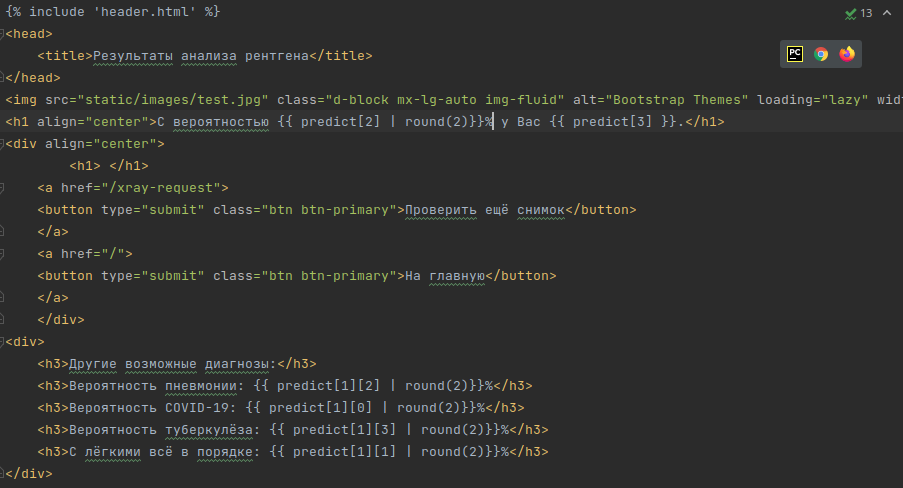 {% include 'header.html' %}
13
<head>
<title>Результаты анализа рентгена</title>
PC
</head>
<img src="static/images/test.jpg" class="d-block mx-lg-auto img-fluid" alt="Bootstrap Themes" loading="lazy" widt
<h1 align="center">С вероятностью {{ predict[2] | round(2)}}% у Вас {{ predict[3] }}.</h1>
<div align="center">
<h1> </h1>
<a href="/xray-request">
<button type="submit" class="btn btn-primary">Проверить ещё снимок</button>
</a>
<a href="/">
<button type="submit" class="btn btn-primary">На главную</button>
</a>
</div>
<div>
<h3>Другие возможные диагнозы:</h3>
<h3>Вероятность пневмонии: {{ predict[1][2] | round(2)}}%</h3>
<h3>Вероятность COVID-19: {{ predict[1][0] | round(2)}}%</h3>
<h3>Вероятность туберкулёза: {{ predict[1][3] | round(2)}}%</h3>
<h3>С лёгкими всё в порядке: {{ predict[1][1] | round(2)}}%</h3>
</div>